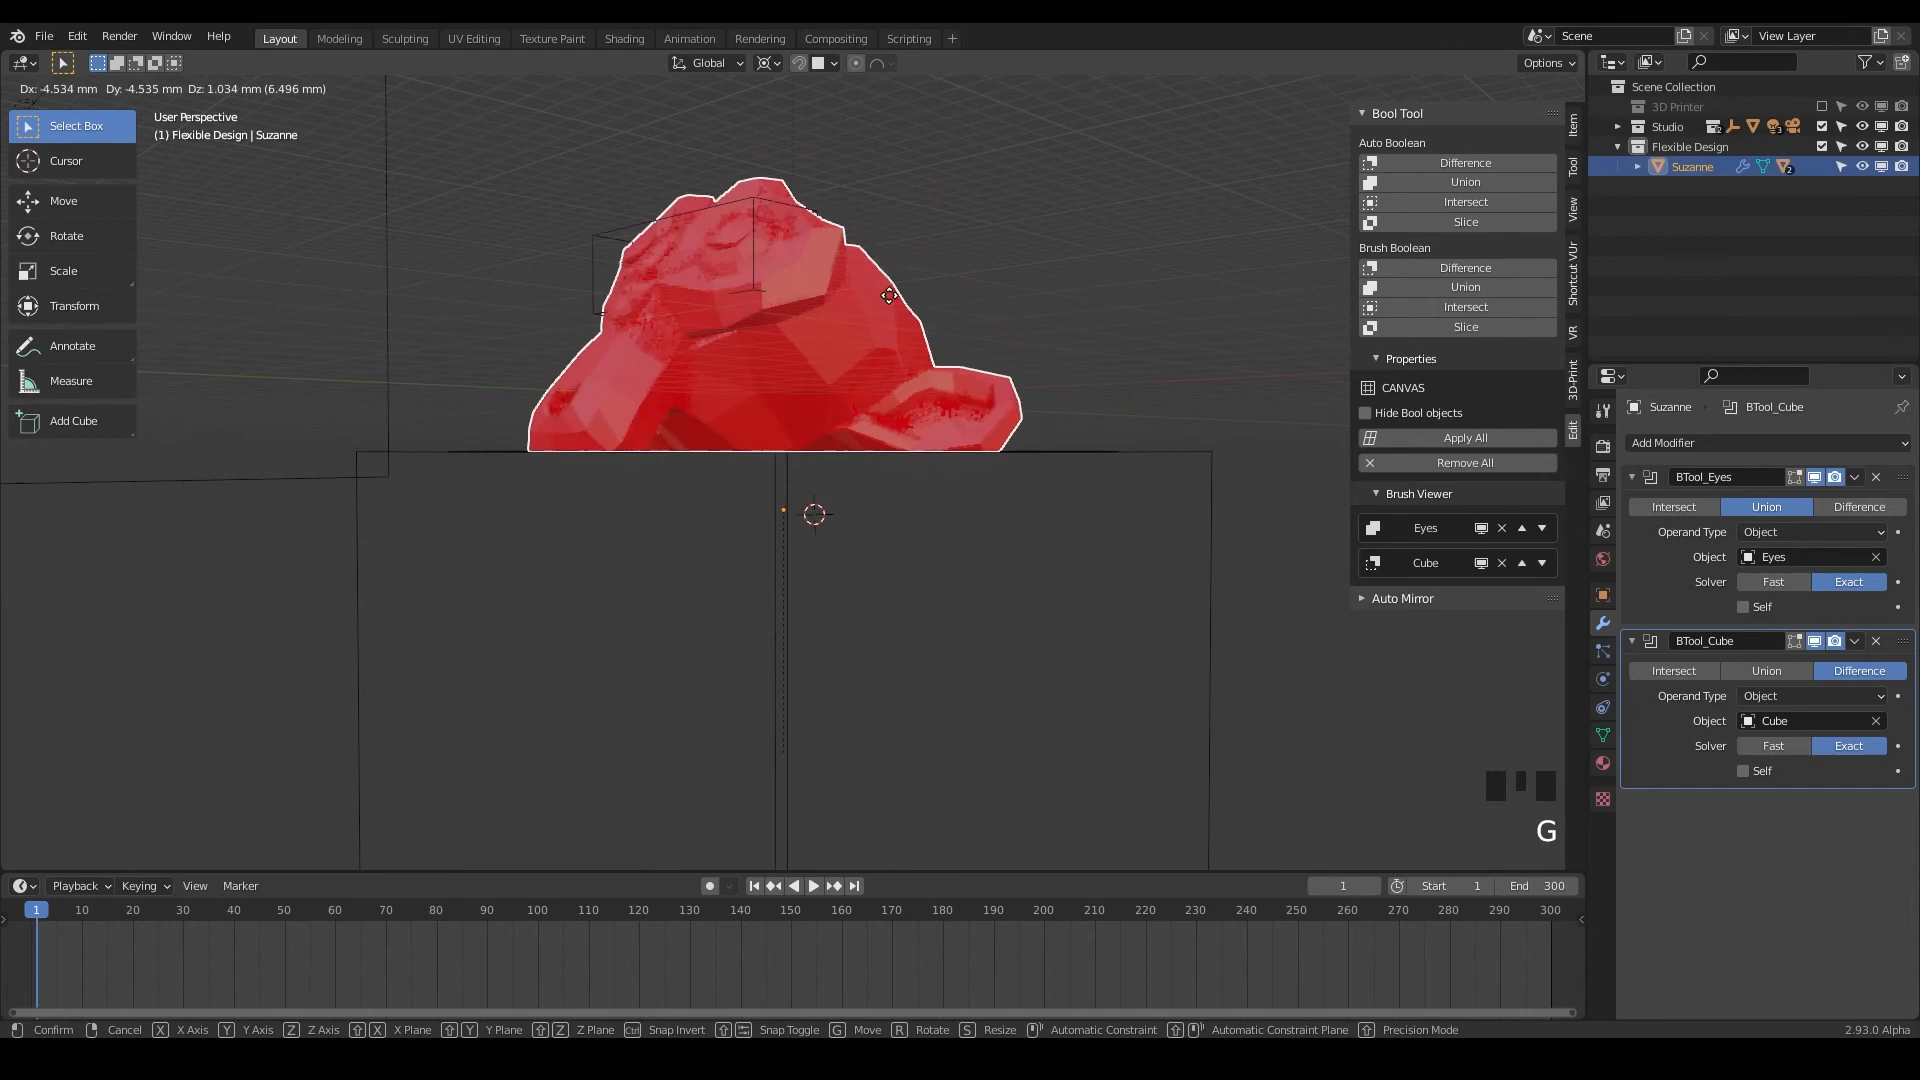 File Edit Render Window Help
Layout Modeling Sculpting UV Editing Texture Paint Shading Animation Rendering Compositing Scripting
Scene View Layer
Global
Options
Dx: -4.534 mm Dy: -4.535 mm Dz: 1.034 mm (6.496 mm)
Select Box
Cursor
Move
Rotate
Scale
Transform
Annotate
Measure
Add Cube
User Perspective
(1) Flexible Design | Suzanne
Bool Tool
Auto Boolean
Difference
Union
Intersect
Slice
Brush Boolean
Difference
Union
Intersect
Slice
Properties
CANVAS
Hide Bool objects
Apply All
Remove All
Brush Viewer
Eyes
Cube
Auto Mirror
Item
Tool
View
Shortcut VUr
VR
3D-Print
Edit
G
Scene Collection
3D Printer
Studio 2 3
Flexible Design
Suzanne 2
Suzanne BTool_Cube
Add Modifier
BTool_Eyes
Intersect Union Difference
Operand Type Object
Object Eyes
Solver Fast Exact
Self
BTool_Cube
Intersect Union Difference
Operand Type Object
Object Cube
Solver Fast Exact
Self
Playback Keying View Marker
1 Start 1 End 300
1 10 20 30 40 50 60 70 80 90 100 110 120 130 140 150 160 170 180 190 200 210 220 230 240 250 260 270 280 290 300
Confirm Cancel X X Axis Y Y Axis Z Z Axis X X Plane Y Y Plane Z Z Plane Ctrl Snap Invert Snap Toggle G Move R Rotate S Resize Automatic Constraint Automatic Constraint Plane Precision Mode 2.93.0 Alpha